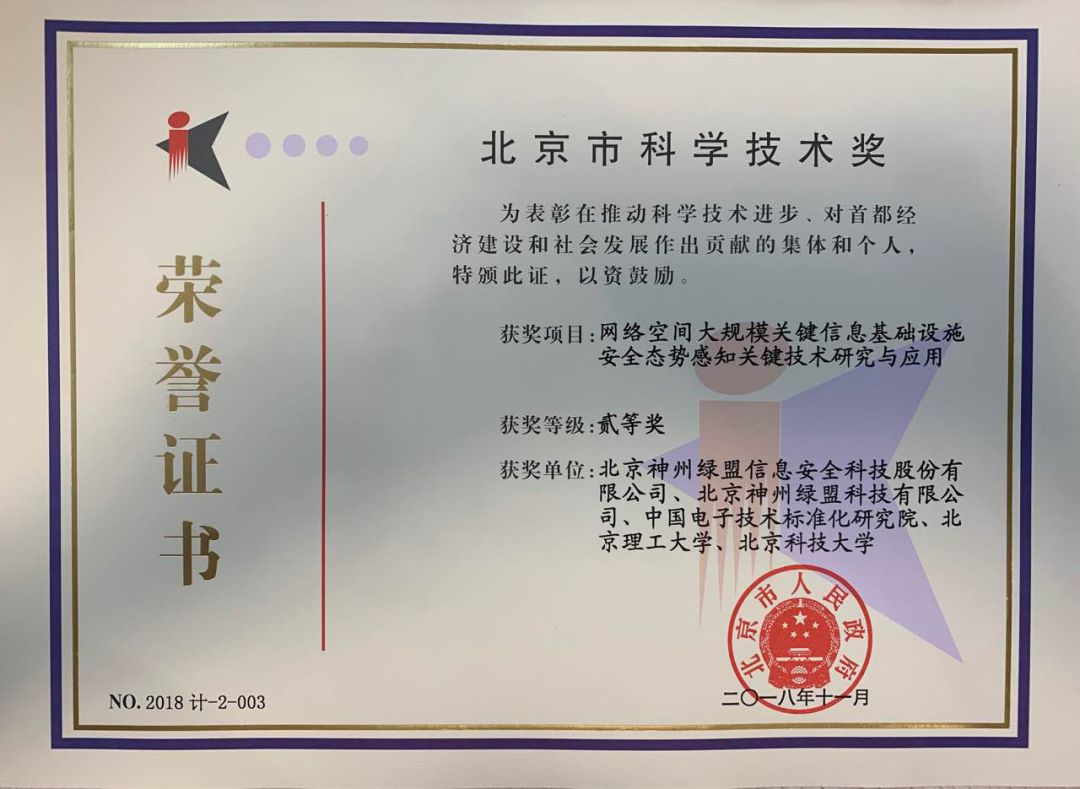 北京市科学技术奖
为表彰在推动科学技术进步、对首都经
济建设和社会发展作出贡献的集体和个人，
特颁此证，以资鼓励。
荣誉证书
获奖项目:网络空间大规模关键信息基础设施
安全态势感知关键技术研究与应用
获奖等级:贰等奖
获奖单位:北京神州绿盟信息安全科技股份有
限公司、北京神州绿盟科技有限公
司、中国电子技术标准化研究院、北
京理工大学、北京科技大学
北京市人民政府
二〇一八年十一月
NO. 2018 计-2-003